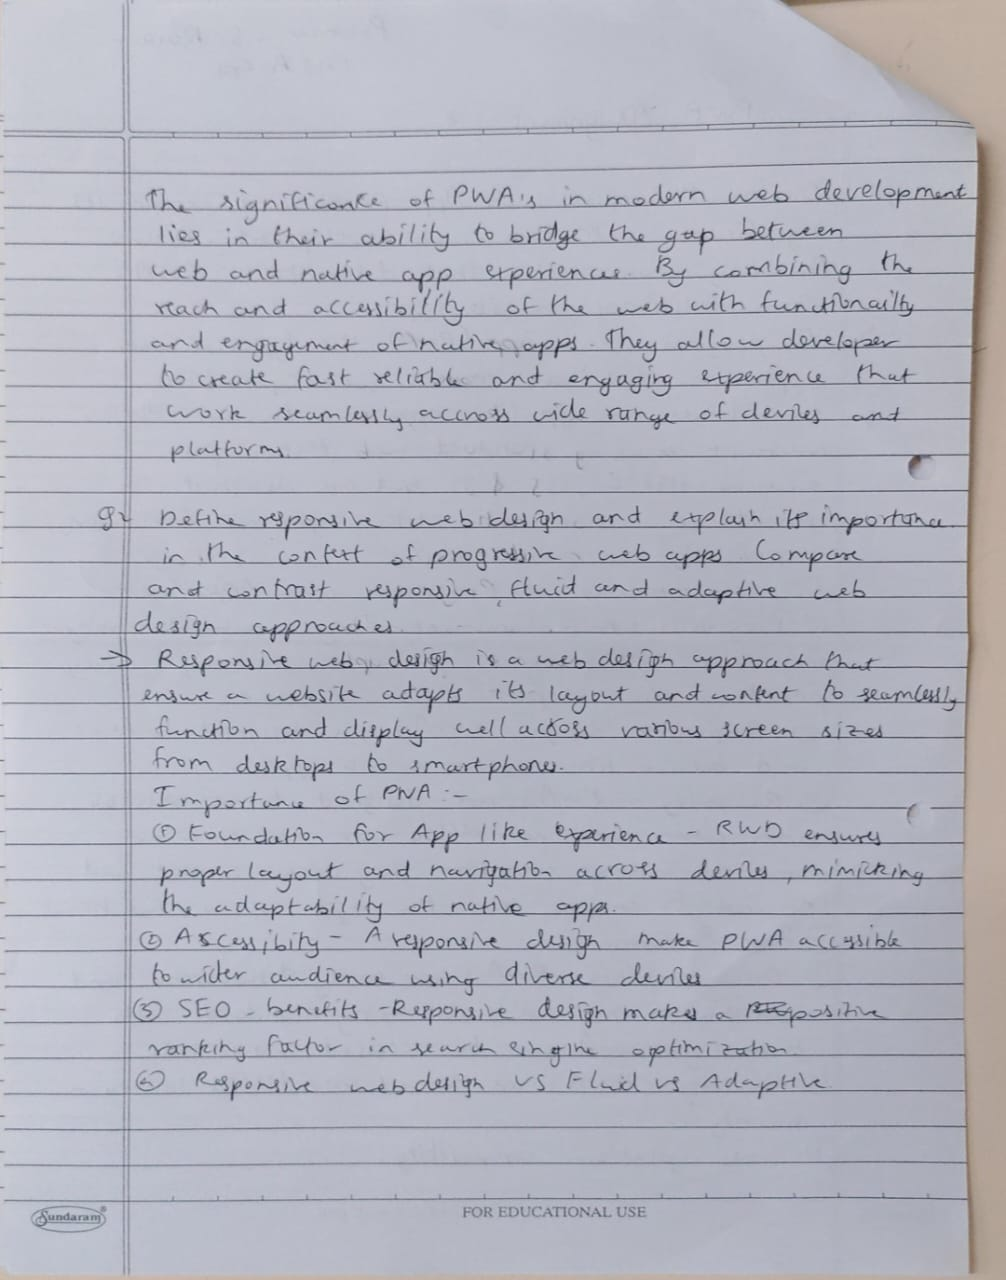 The significance of PWA's in modern web development
lies in their ability to bridge the gap between
web and native app experiences. By combining the
reach and accessibility of the web with functionailty
and engagement of native apps. They allow developer
to create fast reliable and engaging experience that
work seamlessly accross wide range of devices and
platforms
Q2 Define responsive web design and explain its importance
in the context of progressive web apps Compare
and contrast responsive, fluid and adaptive web
design approaches.
→ Responsive web design is a web design approach that
ensure a website adapts its layout and content to seamlessly
function and display well across various screen sizes
from desktops to smartphones.
Importance of PWA :-
① Foundation for App like Experience - RWD ensures
proper layout and navigation across devices, mimicking
the adaptability of native apps.
② Ascessibity - A responsive design make PWA accessible
to wider audience using diverse devices
③ SEO - benefits - Responsive design makes a positive
ranking factor in search engine optimization.
④ Responsive web design vs Fluid vs Adaptive
Sundaram®
FOR EDUCATIONAL USE